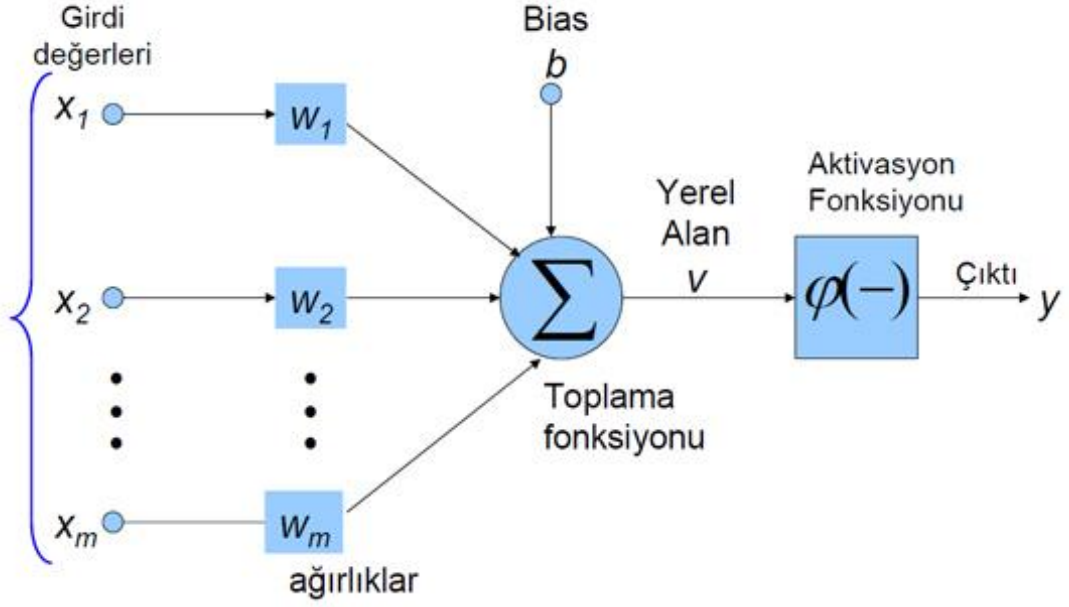 Girdi
değerleri
x1
w1
Bias
b
x2
w2
∑
Yerel
Alan
v
Aktivasyon
Fonksiyonu
φ(−)
Çıktı
y
Toplama
fonksiyonu
xm
wm
ağırlıklar